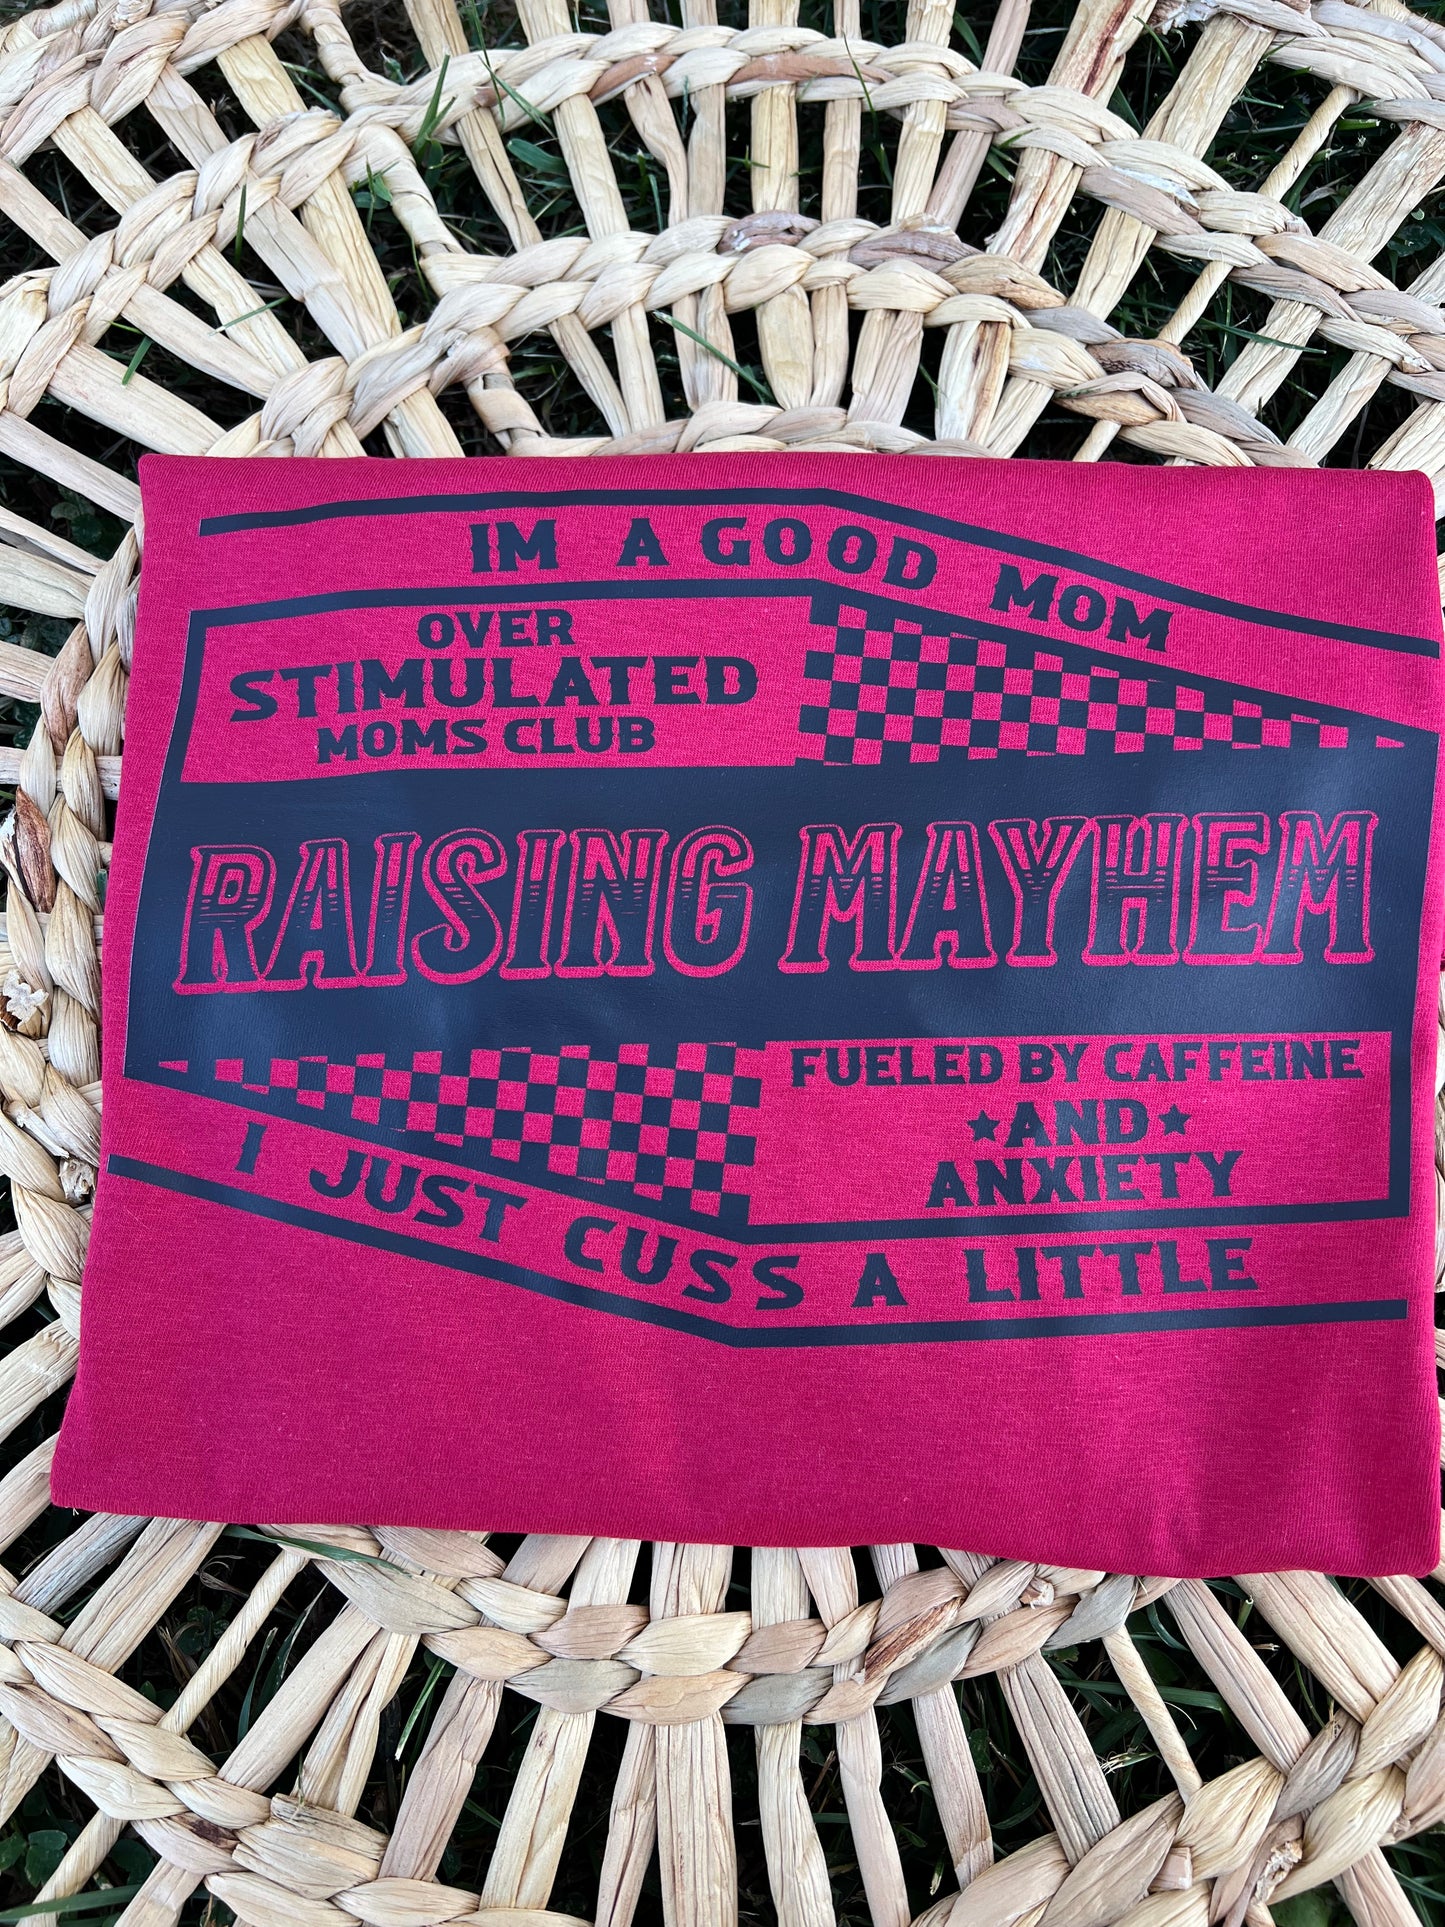 IM A GOOD MOM
OVER
STIMULATED
MOMS CLUB
RAISING MAYHEM
FUELED BY CAFFEINE
★AND★
ANXIETY
I JUST CUSS A LITTLE